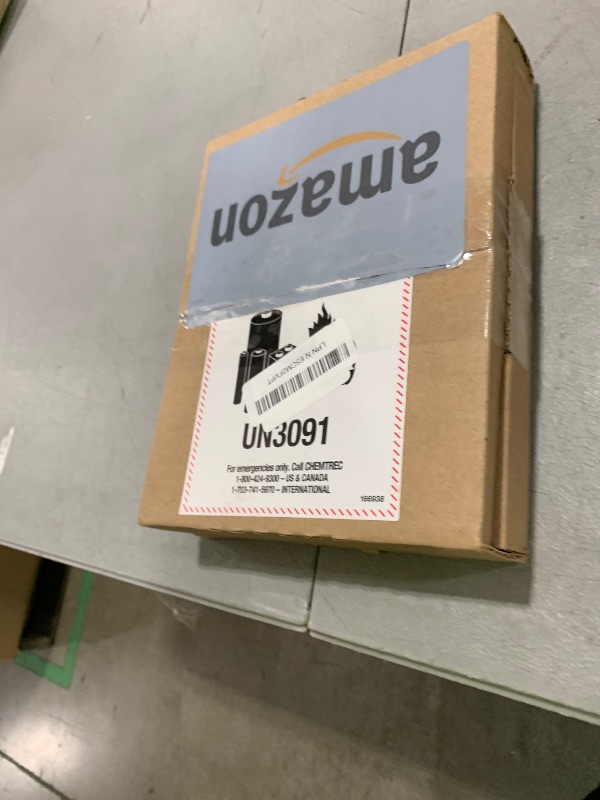 amazon
UN3091
For emergencies only. Call CHEMTREC
1-800-424-9300 – US & CANADA
1-703-741-5970 – INTERNATIONAL
166938